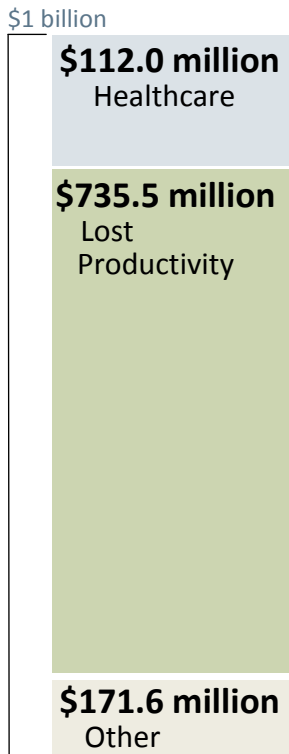 $1 billion
$112.0 million
Healthcare
$735.5 million
Lost
Productivity
$171.6 million
Other